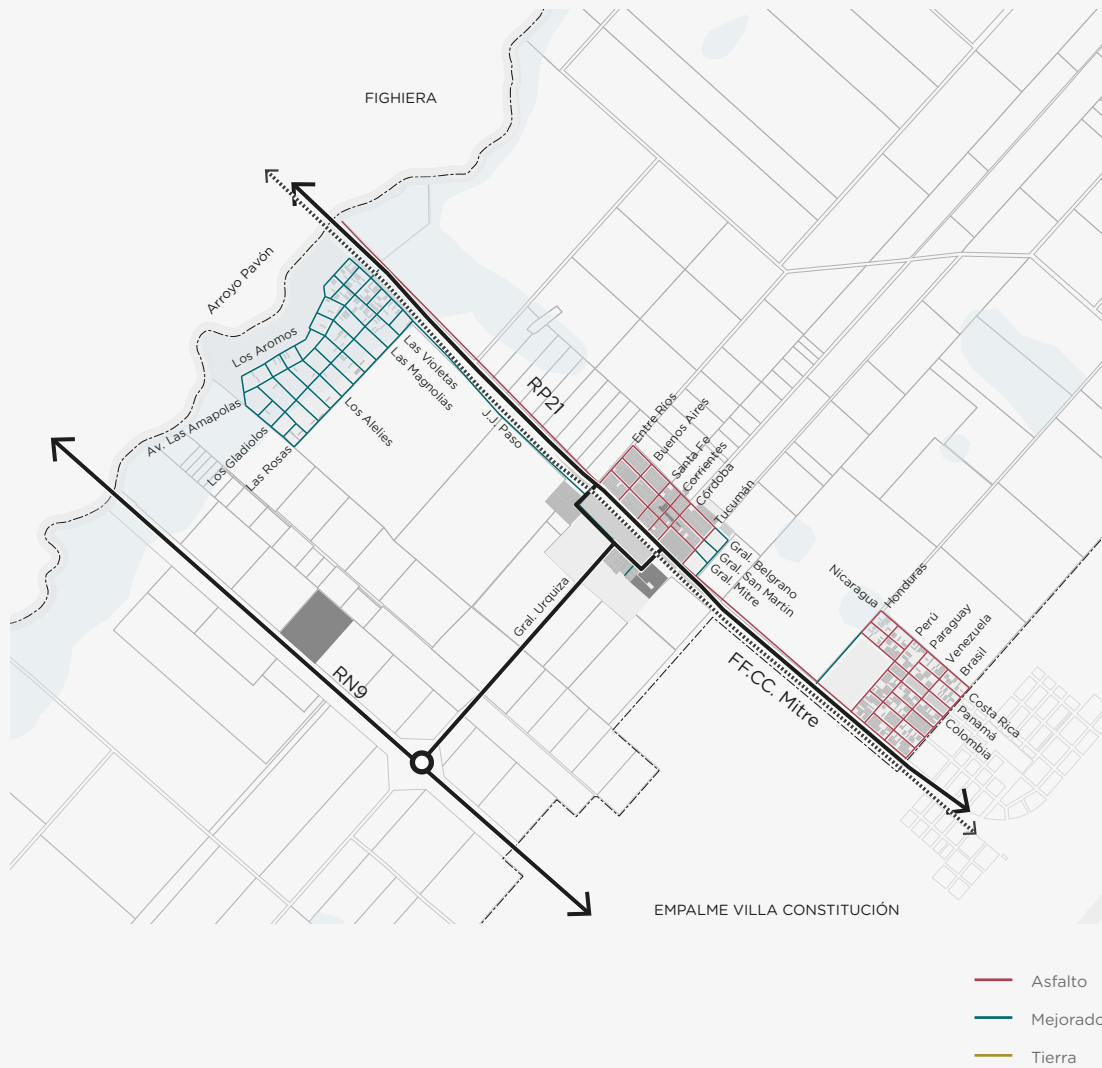 FIGHIERA
Arroyo Pavón
Los Aromos
Las Violetas
Las Magnolias
Av. Las Amapolas
Los Gladiolos
Las Rosas
Los Alelies
J.J. Paso
RP21
Entre Ríos
Buenos Aires
Santa Fe
Corrientes
Córdoba
Tucumán
Gral. Belgrano
Gral. San Martín
Gral. Mitre
Gral. Urquiza
Nicaragua
Honduras
Perú
Paraguay
Venezuela
Brasil
Costa Rica
Panamá
Colombia
FF.CC. Mitre
RN9
EMPALME VILLA CONSTITUCIÓN
Asfalto
Mejorado
Tierra